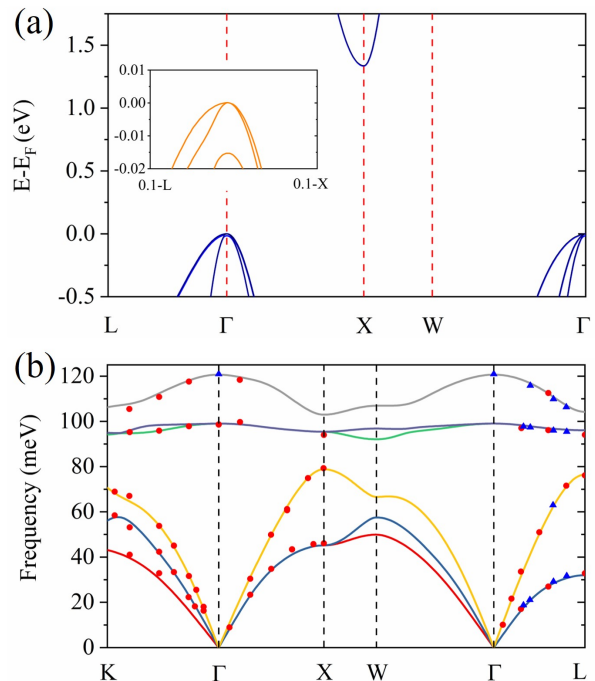 (a)
E-E_F (eV)
1.5
1.0
0.5
0.0
-0.5
0.01
0.00
-0.01
-0.02
0.1-L 0.1-X
L Γ X W Γ
(b)
Frequency (meV)
120
100
80
60
40
20
0
K Γ X W Γ L